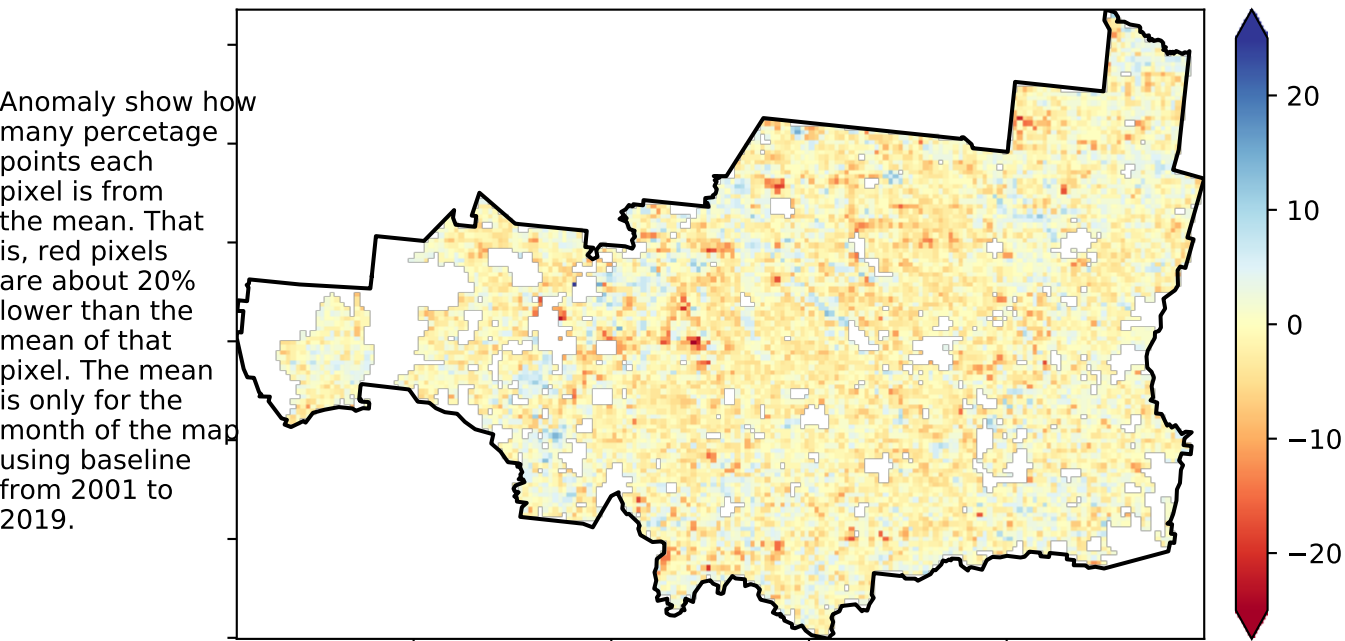 Anomaly show how
many percetage
points each
pixel is from
the mean. That
is, red pixels
are about 20%
lower than the
mean of that
pixel. The mean
is only for the
month of the map
using baseline
from 2001 to
2019.
20
10
0
−10
−20